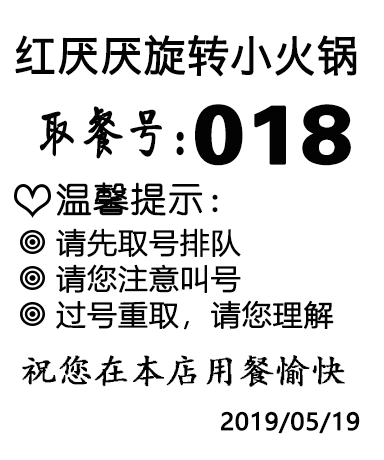 红厌厌旋转小火锅
取餐号:018
温馨提示：
请先取号排队
请您注意叫号
过号重取，请您理解
祝您在本店用餐愉快
2019/05/19